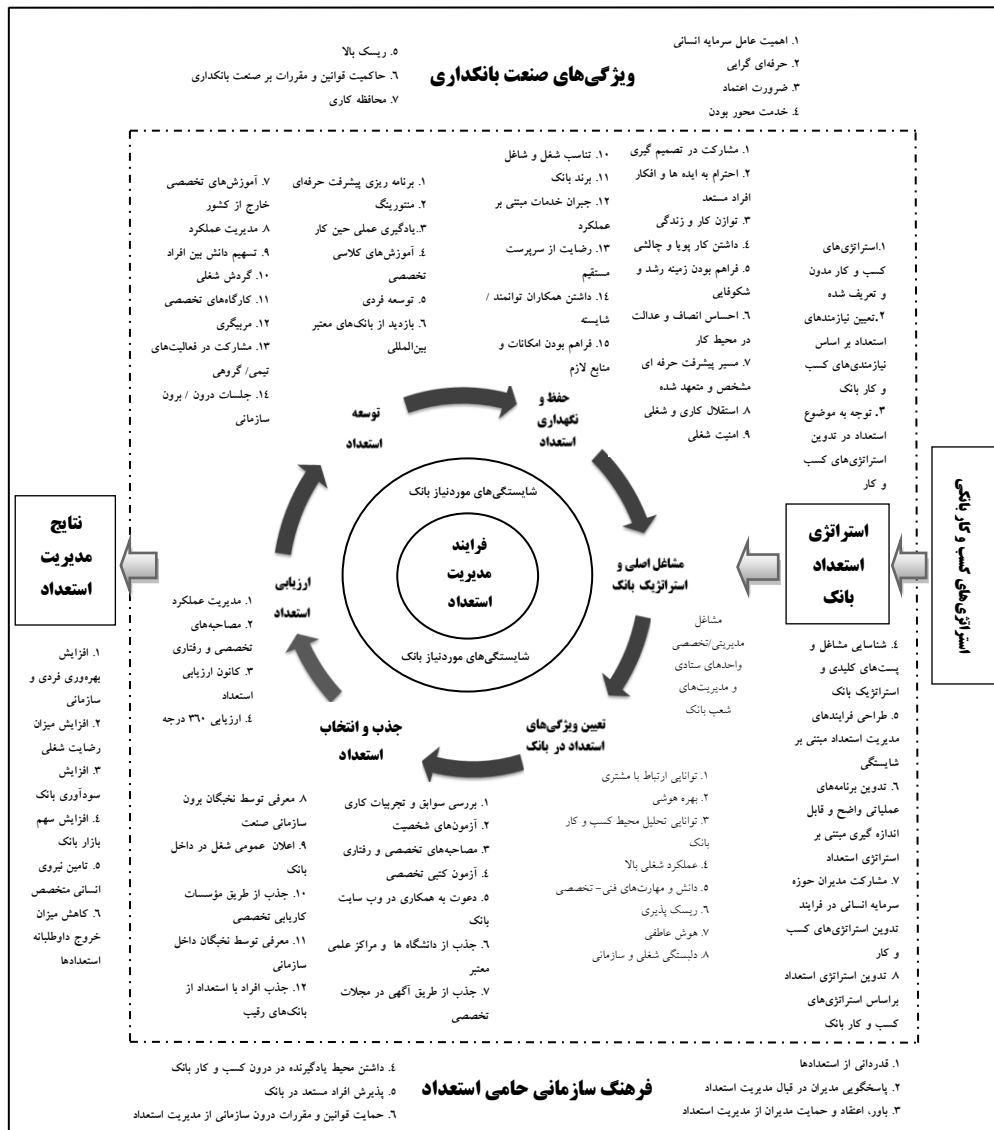 ۱. اهمیت عامل سرمایه انسانی
۲. حرفه‌ای گرایی
۳. ضرورت اعتماد
۴. خدمت محور بودن
ویژگی‌های صنعت بانکداری
۵. ریسک بالا
۶. حاکمیت قوانین و مقررات بر صنعت بانکداری
۷. محافظه کاری
استراتژی‌های کسب و کار بانکی
۱.استراتژی‌های
کسب و کار مدون
و تعریف شده
۲.تعیین نیازمندهای
استعداد بر اساس
نیازمندی‌های کسب
و کار بانک
۳. توجه به موضوع
استعداد در تدوین
استراتژی‌های کسب
و کار
استراتژی
استعداد
بانک
۴. شناسایی مشاغل و
پست‌های کلیدی و
استراتژیک بانک
۵. طراحی فرایندهای
مدیریت استعداد مبتنی بر
شایستگی
۶. تدوین برنامه‌های
عملیاتی واضح و قابل
اندازه گیری مبتنی بر
استراتژی استعداد
۷. مشارکت مدیران حوزه
سرمایه انسانی در فرایند
تدوین استراتژی‌های کسب
و کار
۸. تدوین استراتژی استعداد
براساس استراتژی‌های
کسب و کار بانک
۱. مشارکت در تصمیم گیری
۲. احترام به ایده ها و افکار
افراد مستعد
۳. توازن کار و زندگی
۴. داشتن کار پویا و چالشی
۵. فراهم بودن زمینه رشد و
شکوفایی
۶. احساس انصاف و عدالت
در محیط کار
۷. مسیر پیشرفت حرفه ای
مشخص و متعهد شده
۸. استقلال کاری و شغلی
۹. امنیت شغلی
۱۰. تناسب شغل و شاغل
۱۱. برند بانک
۱۲. جبران خدمات مبتنی بر
عملکرد
۱۳. رضایت از سرپرست
مستقیم
۱۴. داشتن همکاران توانمند /
شایسته
۱۵. فراهم بودن امکانات و
منابع لازم
حفظ و
نگهداری
استعداد
۱. برنامه ریزی پیشرفت حرفه‌ای
۲. منتورینگ
۳.یادگیری عملی حین کار
۴. آموزش‌های کلاسی
تخصصی
۵. توسعه فردی
۶. بازدید از بانک‌های معتبر
بین‌المللی
۷. آموزش‌های تخصصی
خارج از کشور
۸. مدیریت عملکرد
۹. تسهیم دانش بین افراد
۱۰. گردش شغلی
۱۱. کارگاه‌های تخصصی
۱۲. مربیگری
۱۳. مشارکت در فعالیت‌های
تیمی/ گروهی
۱۴. جلسات درون / برون
سازمانی
توسعه
استعداد
شایستگی‌های موردنیاز بانک
فرایند
مدیریت
استعداد
شایستگی‌های موردنیاز بانک
مشاغل اصلی و
استراتژیک بانک
مشاغل
مدیریتی/تخصصی
واحدهای ستادی
و مدیریت‌های
شعب بانک
تعیین ویژگی‌های
استعداد در بانک
۱. توانایی ارتباط با مشتری
۲. بهره هوشی
۳. توانایی تحلیل محیط کسب و کار
بانک
۴. عملکرد شغلی بالا
۵. دانش و مهارت‌های فنی- تخصصی
۶. ریسک پذیری
۷. هوش عاطفی
۸. دلبستگی شغلی و سازمانی
جذب و انتخاب
استعداد
۱. بررسی سوابق و تجربیات کاری
۲. آزمون‌های شخصیت
۳. مصاحبه‌های تخصصی و رفتاری
۴. آزمون کتبی تخصصی
۵. دعوت به همکاری در وب سایت
بانک
۶. جذب از دانشگاه ها و مراکز علمی
معتبر
۷. جذب از طریق آگهی در مجلات
تخصصی
۸. معرفی توسط نخبگان برون
سازمانی صنعت
۹. اعلان عمومی شغل در داخل
بانک
۱۰. جذب از طریق مؤسسات
کاریابی تخصصی
۱۱. معرفی توسط نخبگان داخل
سازمانی
۱۲. جذب افراد با استعداد از
بانک‌های رقیب
ارزیابی
استعداد
۱. مدیریت عملکرد
۲. مصاحبه‌های
تخصصی و رفتاری
۳. کانون ارزیابی
استعداد
۴. ارزیابی ۳۶۰ درجه
نتایج
مدیریت
استعداد
۱. افزایش
بهره‌وری فردی و
سازمانی
۲. افزایش میزان
رضایت شغلی
۳. افزایش
سودآوری بانک
۴. افزایش سهم
بازار بانک
۵. تامین نیروی
انسانی متخصص
۶. کاهش میزان
خروج داوطلبانه
استعدادها
۱. قدردانی از استعدادها
۲. پاسخگویی مدیران در قبال مدیریت استعداد
۳. باور، اعتقاد و حمایت مدیران از مدیریت استعداد
فرهنگ سازمانی حامی استعداد
۴. داشتن محیط یادگیرنده در درون کسب و کار بانک
۵. پذیرش افراد مستعد در بانک
۶. حمایت قوانین و مقررات درون سازمانی از مدیریت استعداد